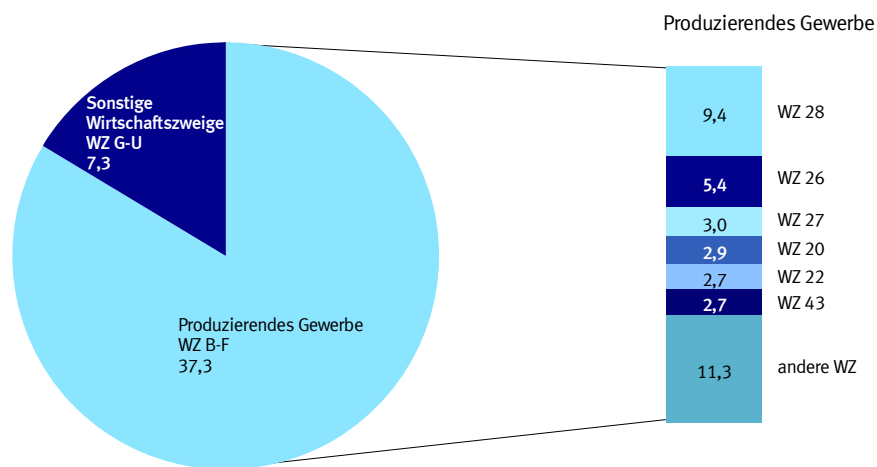 Produzierendes Gewerbe
Sonstige
Wirtschaftszweige
WZ G-U
7,3
Produzierendes Gewerbe
WZ B-F
37,3
9,4 WZ 28
5,4 WZ 26
3,0 WZ 27
2,9 WZ 20
2,7 WZ 22
2,7 WZ 43
11,3 andere WZ